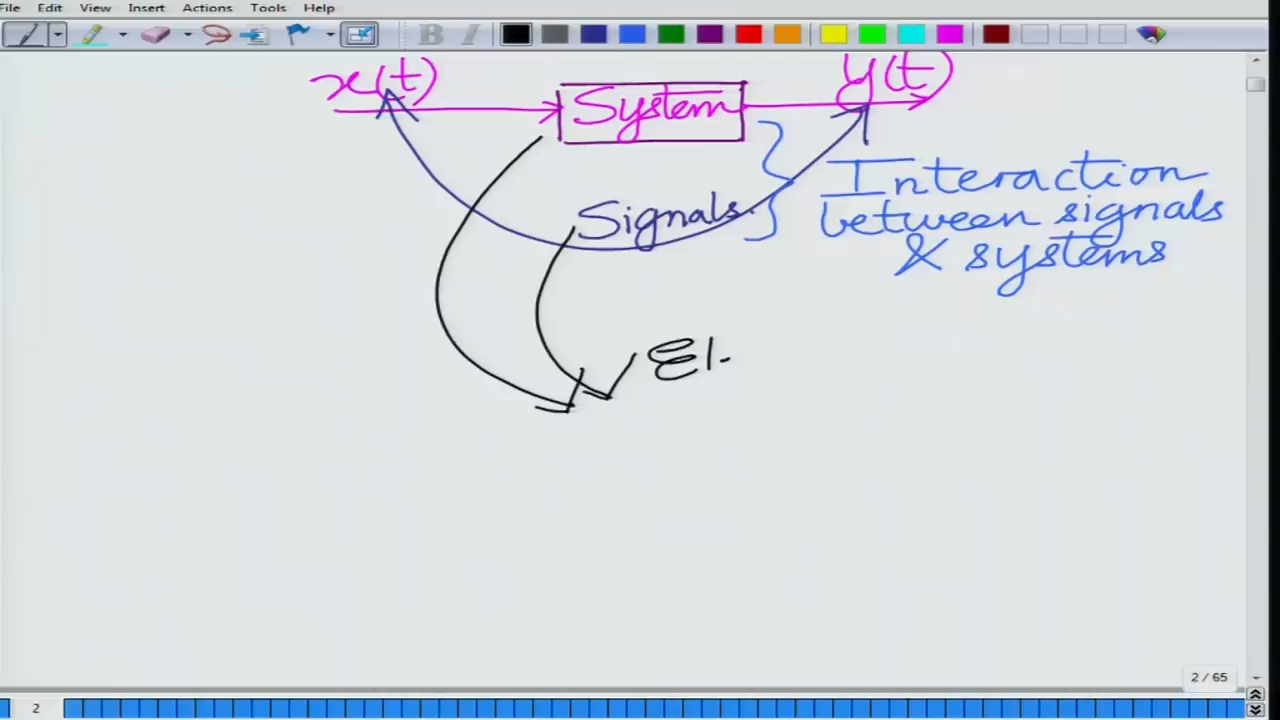 File Edit View Insert Actions Tools Help
B I
x(t) System y(t)
Signals
Interaction
between signals
& systems
El.
2 / 65
2